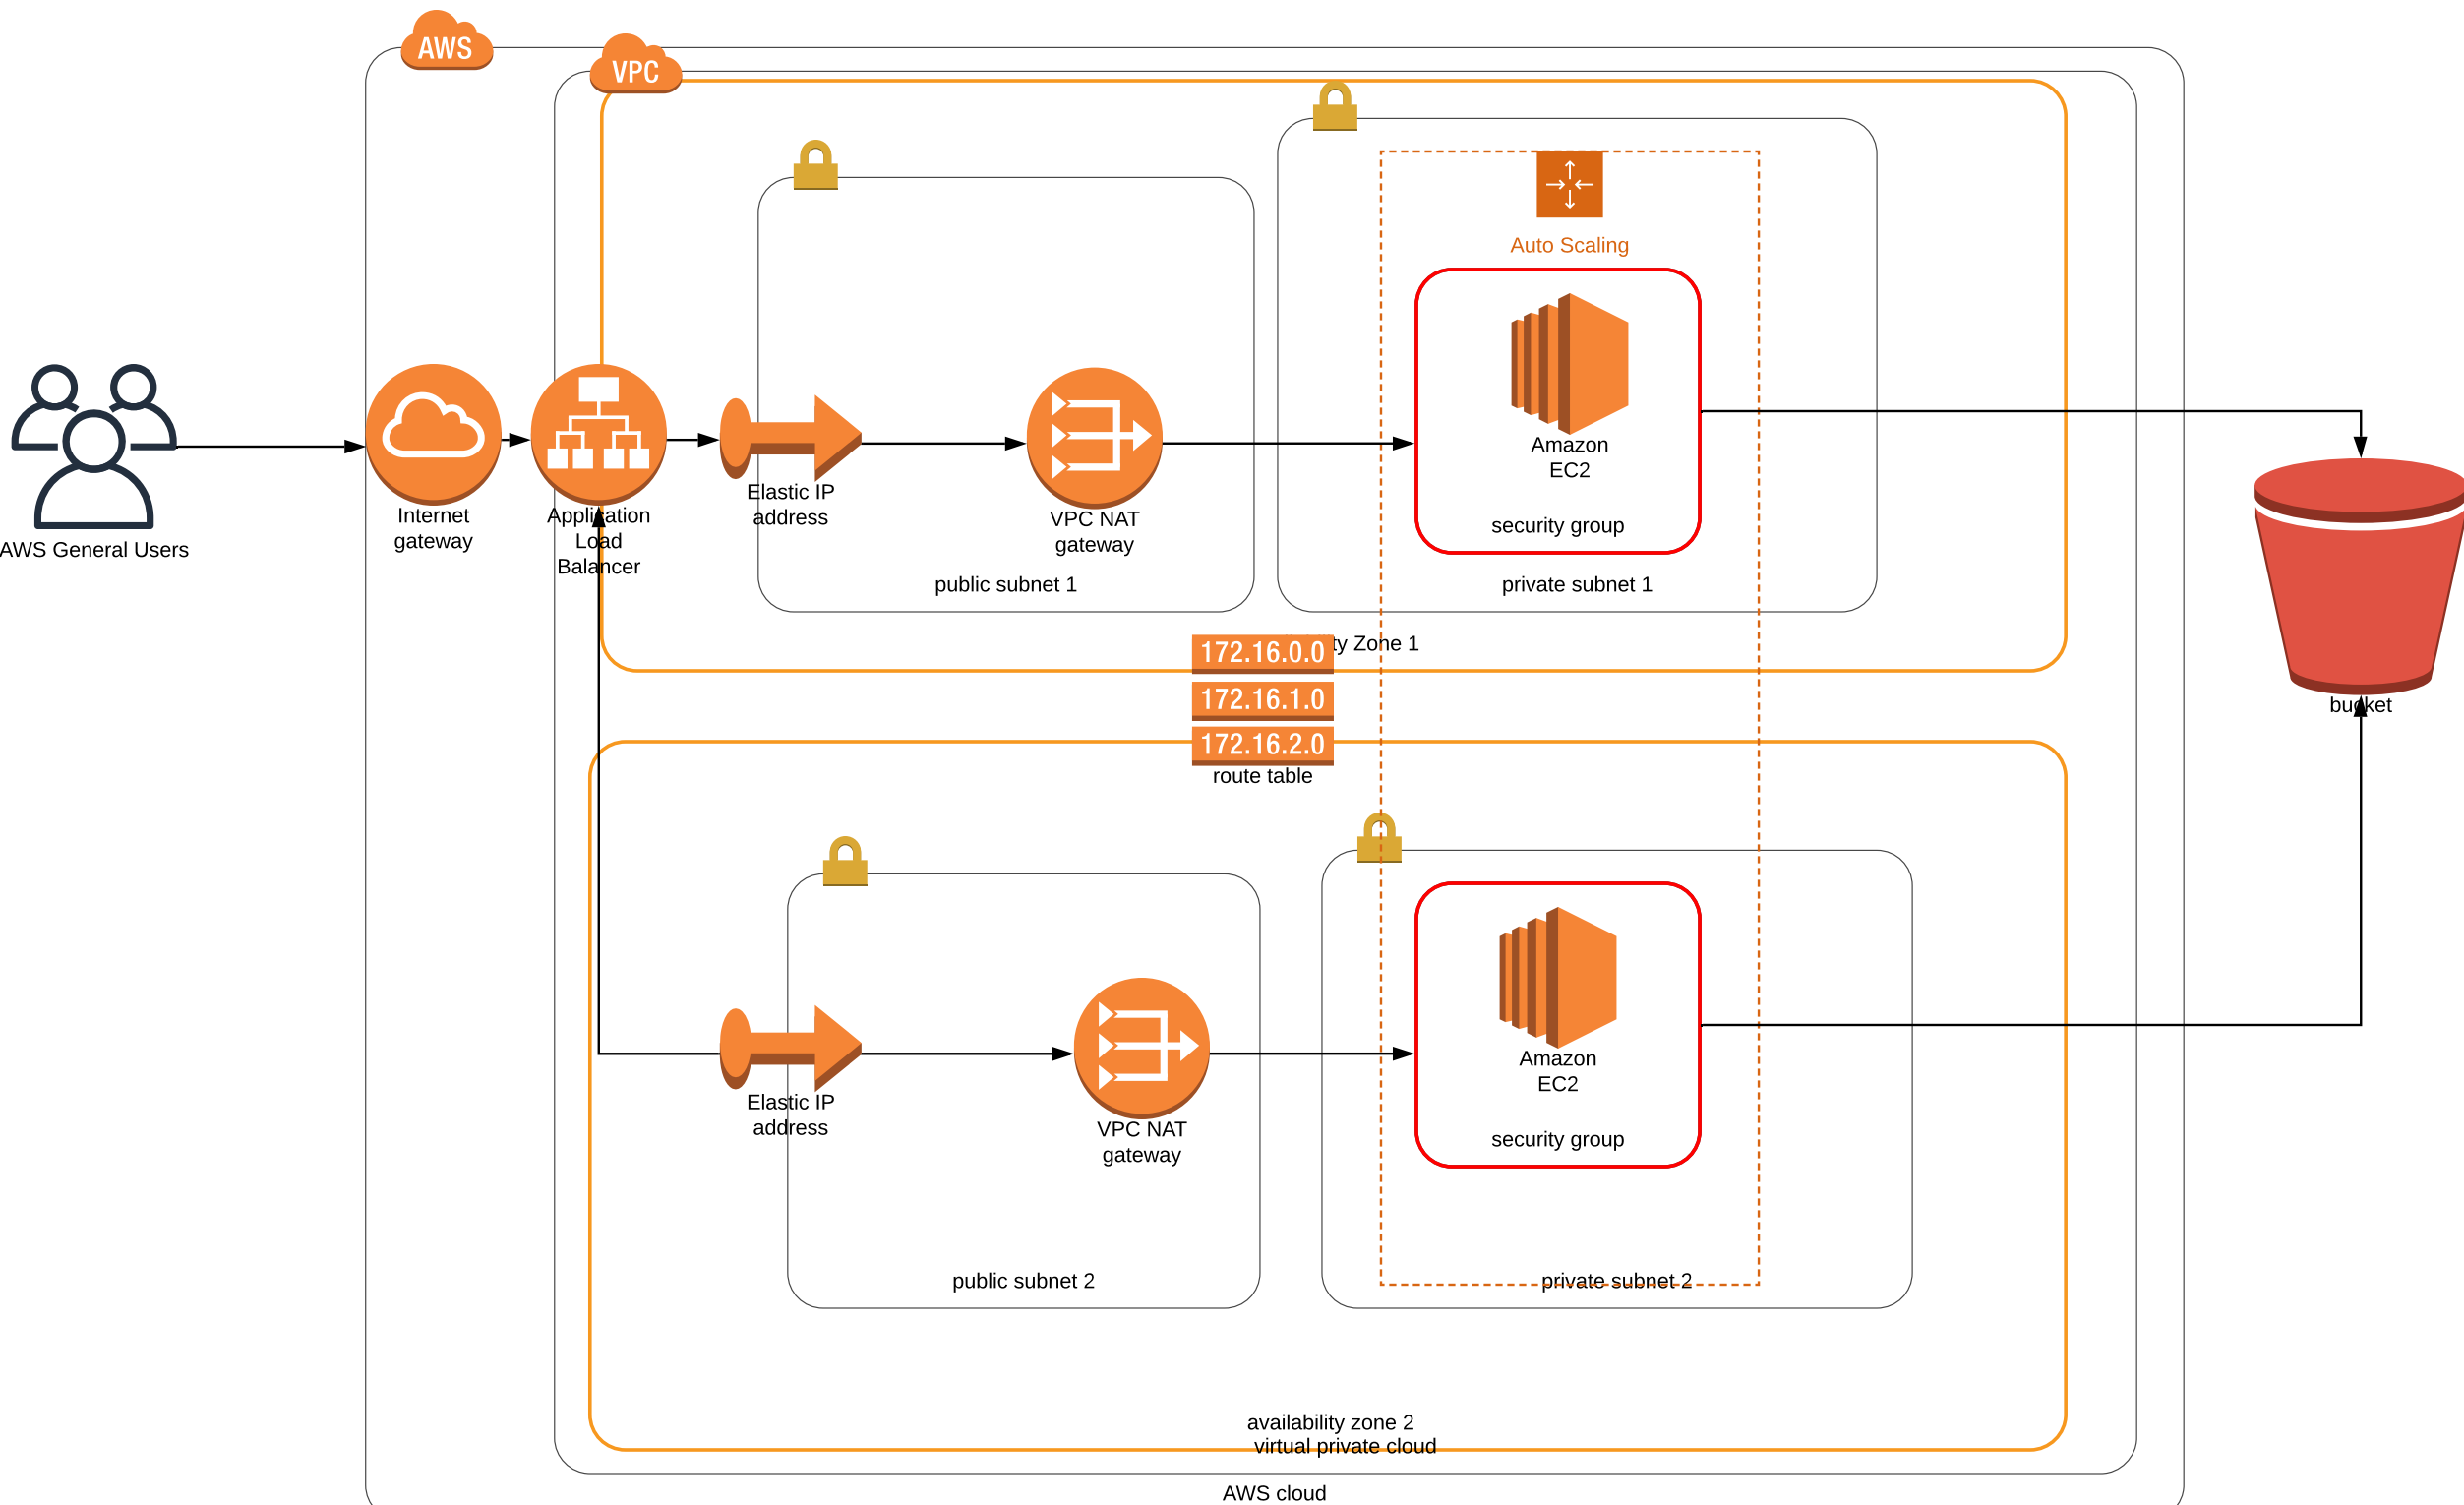 AWS
VPC
Auto Scaling
Amazon
EC2
security group
private subnet 1
Elastic IP
address
VPC NAT
gateway
public subnet 1
Internet
gateway
Application
Load
Balancer
AWS General Users
Zone 1
172.16.0.0
172.16.1.0
172.16.2.0
route table
bucket
Elastic IP
address
VPC NAT
gateway
public subnet 2
Amazon
EC2
security group
private subnet 2
availability zone 2
virtual private cloud
AWS cloud